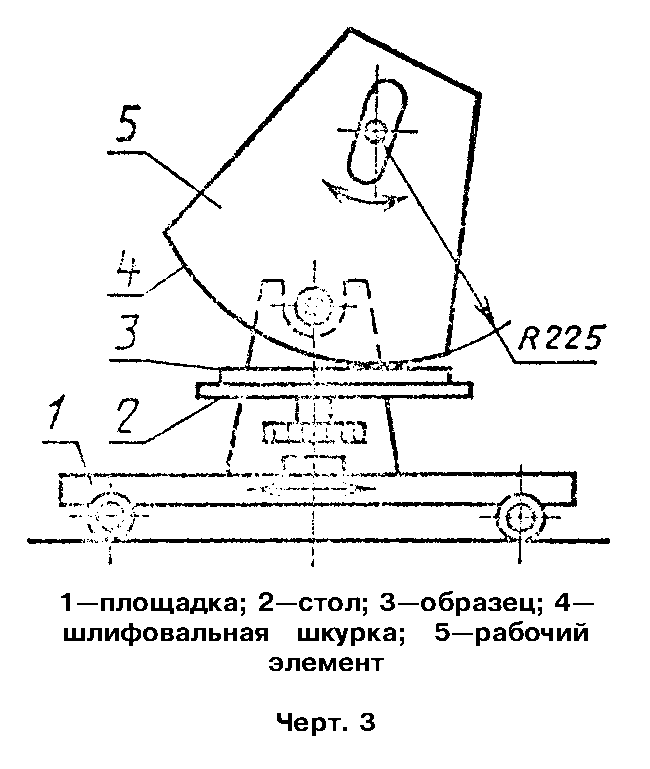 5
4
3
R225
1
2
1—площадка; 2—стол; 3—образец; 4—
шлифовальная шкурка; 5—рабочий
элемент
Черт. 3